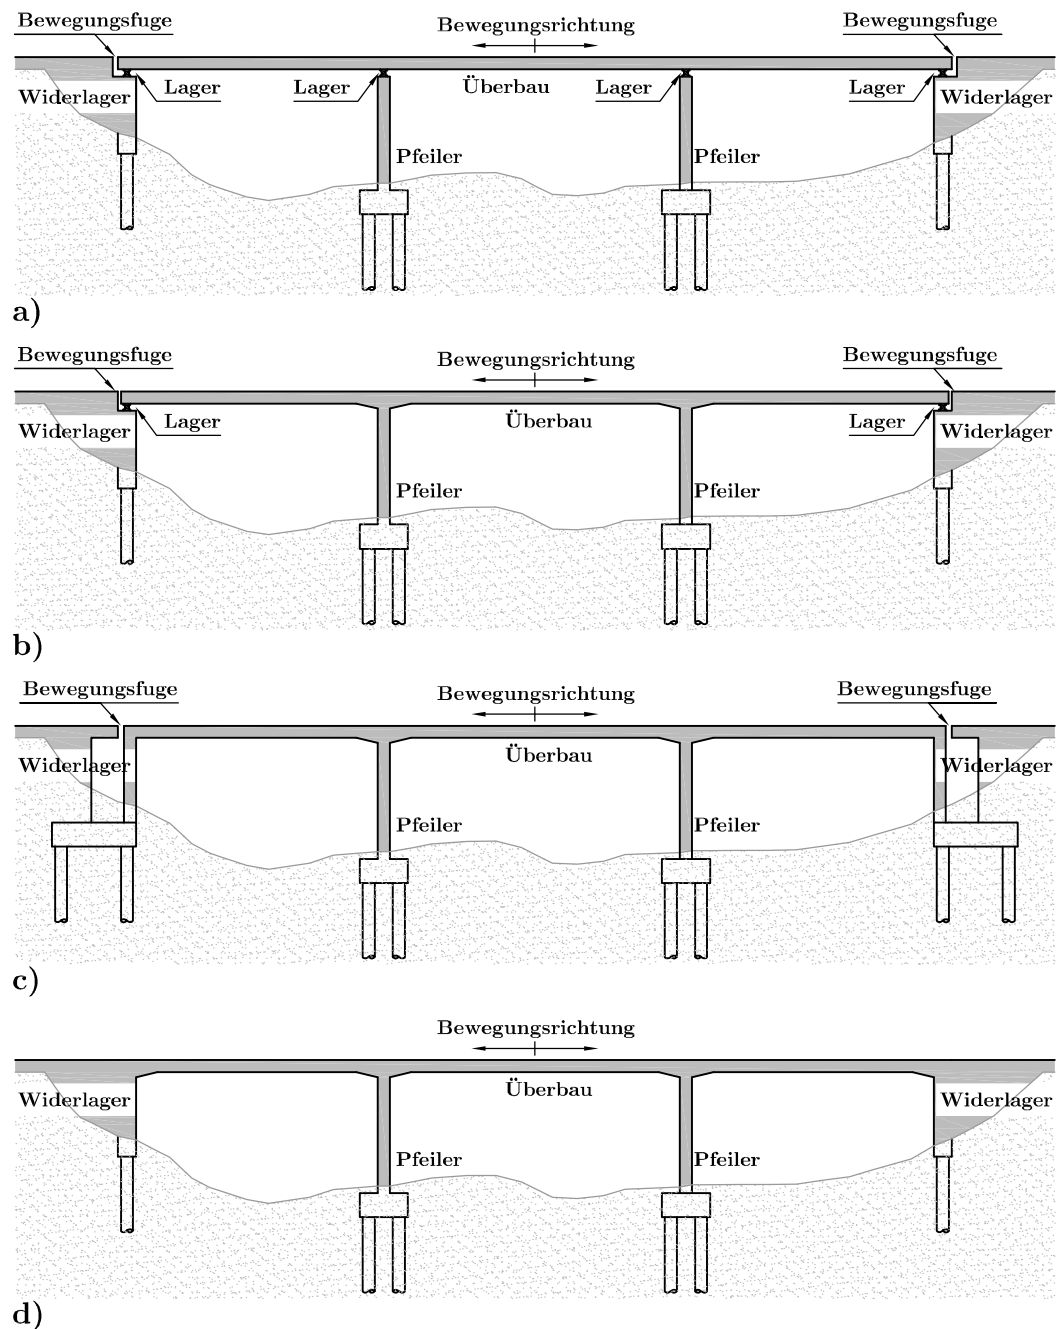 Bewegungsfuge Bewegungsrichtung Bewegungsfuge
Widerlager Lager Lager Überbau Lager Lager Widerlager
Pfeiler Pfeiler
a)
Bewegungsfuge Bewegungsrichtung Bewegungsfuge
Widerlager Lager Überbau Lager Widerlager
Pfeiler Pfeiler
b)
Bewegungsfuge Bewegungsrichtung Bewegungsfuge
Widerlager Überbau Widerlager
Pfeiler Pfeiler
c)
Bewegungsrichtung
Widerlager Überbau Widerlager
Pfeiler Pfeiler
d)